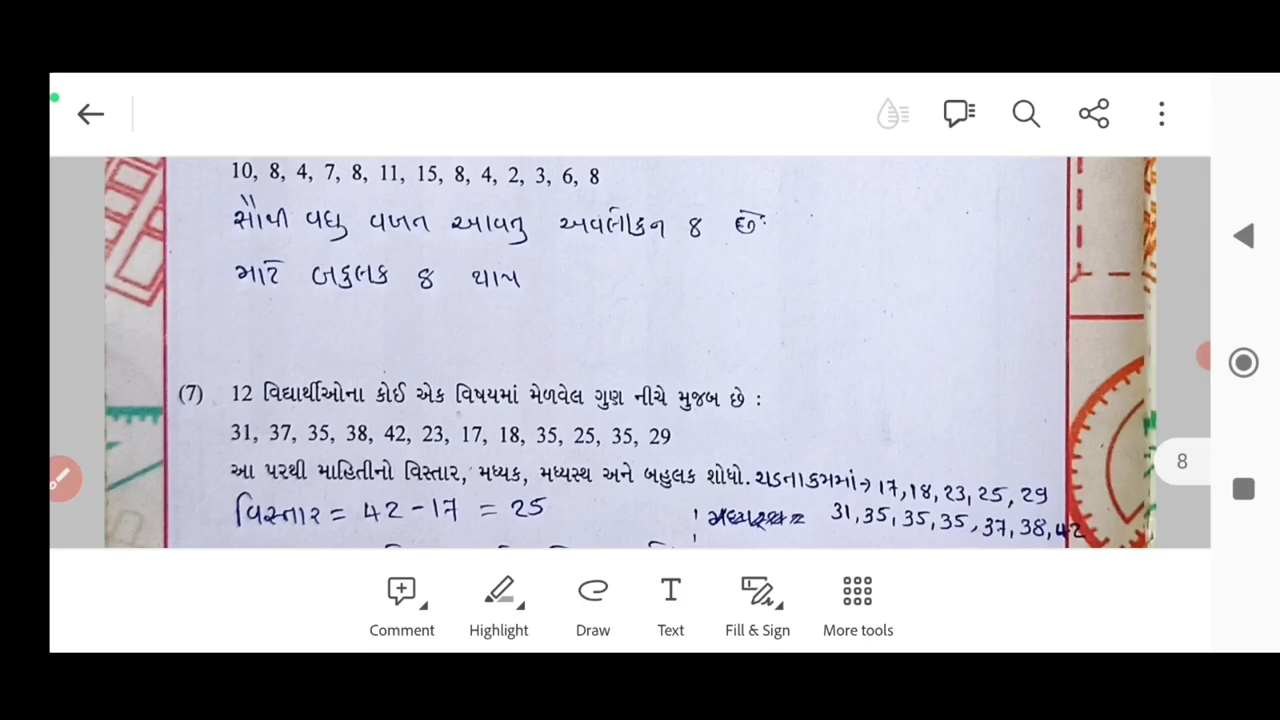 10, 8, 4, 7, 8, 11, 15, 8, 4, 2, 3, 6, 8
સૌથી વધુ વખત આવતુ અવલોકન 8 છે.
માટે બહુલક 8 થાય
(7) 12 વિદ્યાર્થીઓના કોઈ એક વિષયમાં મેળવેલ ગુણ નીચે મુજબ છે :
31, 37, 35, 38, 42, 23, 17, 18, 35, 25, 35, 29
આ પરથી માહિતીનો વિસ્તાર, મધ્યક, મધ્યસ્થ અને બહુલક શોધો. ચડતાક્રમમાં → 17, 18, 23, 25, 29
વિસ્તાર = 42 - 17 = 25
મધ્યસ્થ = 31, 35, 35, 35, 37, 38, 42
8
Comment
Highlight
Draw
Text
Fill & Sign
More tools